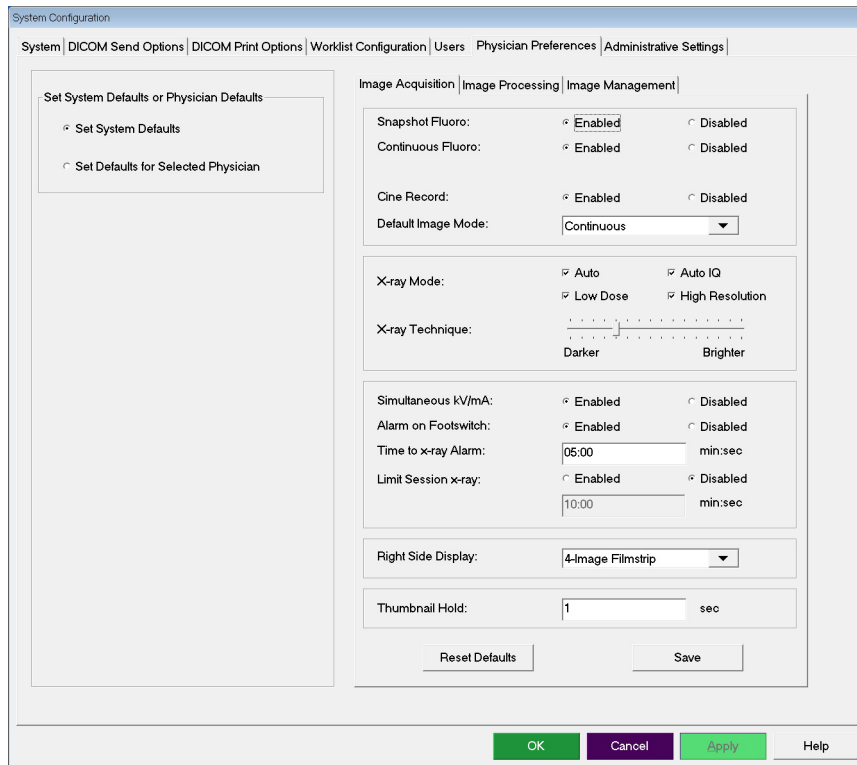 System Configuration
System DICOM Send Options DICOM Print Options Worklist Configuration Users Physician Preferences Administrative Settings
Set System Defaults or Physician Defaults
Set System Defaults
Set Defaults for Selected Physician
Image Acquisition Image Processing Image Management
Snapshot Fluoro: Enabled Disabled
Continuous Fluoro: Enabled Disabled
Cine Record: Enabled Disabled
Default Image Mode: Continuous
X-ray Mode: Auto Auto IQ
Low Dose High Resolution
X-ray Technique:
Darker Brighter
Simultaneous kV/mA: Enabled Disabled
Alarm on Footswitch: Enabled Disabled
Time to x-ray Alarm: 05:00 min:sec
Limit Session x-ray: Enabled Disabled
10:00 min:sec
Right Side Display: 4-Image Filmstrip
Thumbnail Hold: 1 sec
Reset Defaults Save
OK Cancel Apply Help